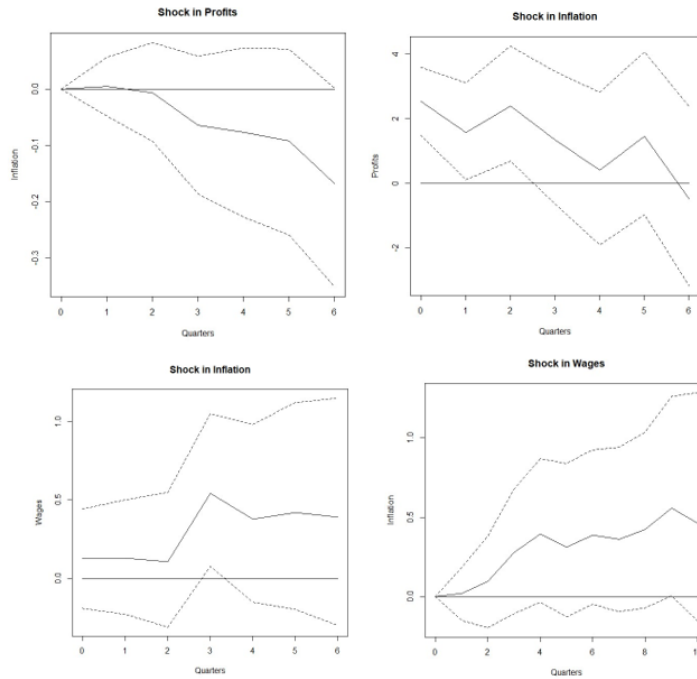 Shock in Profits
0.0
-0.1
-0.2
-0.3
Inflation
0 1 2 3 4 5 6
Quarters
Shock in Inflation
4
2
0
-2
Profits
0 1 2 3 4 5 6
Quarters
Shock in Inflation
1.0
0.5
0.0
Wages
0 1 2 3 4 5 6
Quarters
Shock in Wages
1.0
0.5
0.0
Inflation
0 2 4 6 8
Quarters